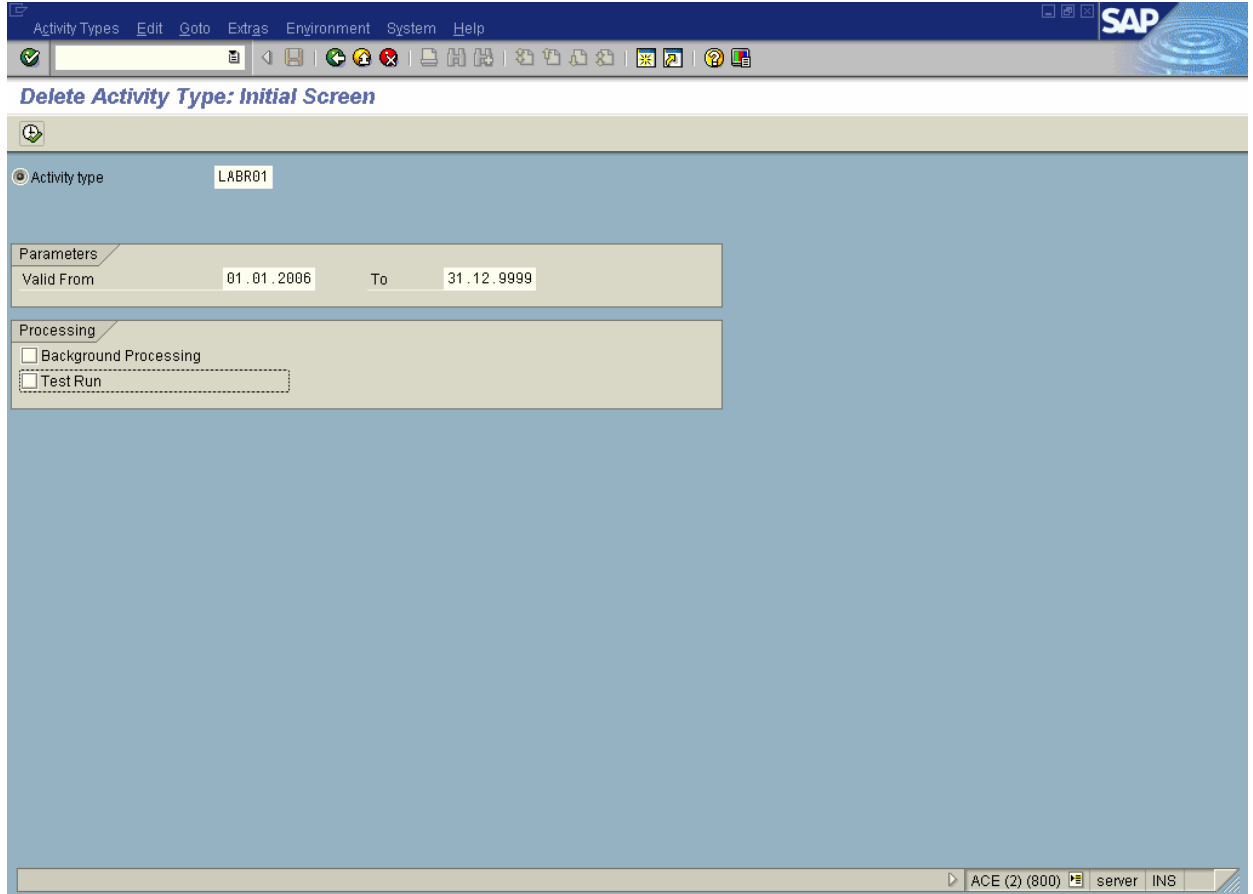 Activity Types Edit Goto Extras Environment System Help
SAP
Delete Activity Type: Initial Screen
Activity type LABR01
Parameters
Valid From 01.01.2006 To 31.12.9999
Processing
Background Processing
Test Run
ACE (2) (800) server INS